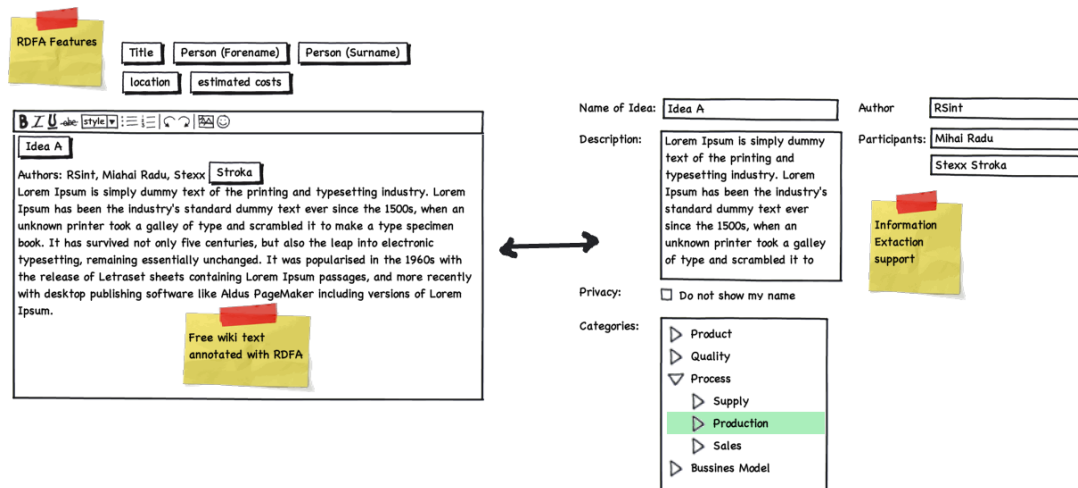 RDFA Features
Title
Person (Forename)
Person (Surname)
location
estimated costs
B I U abc style
Idea A
Authors: RSint, Miahai Radu, Stexx Stroka
Lorem Ipsum is simply dummy text of the printing and typesetting industry. Lorem
Ipsum has been the industry's standard dummy text ever since the 1500s, when an
unknown printer took a galley of type and scrambled it to make a type specimen
book. It has survived not only five centuries, but also the leap into electronic
typesetting, remaining essentially unchanged. It was popularised in the 1960s with
the release of Letraset sheets containing Lorem Ipsum passages, and more recently
with desktop publishing software like Aldus PageMaker including versions of Lorem
Ipsum.
Free wiki text
annotated with RDFA
Name of Idea: Idea A
Description:
Lorem Ipsum is simply dummy
text of the printing and
typesetting industry. Lorem
Ipsum has been the industry's
standard dummy text ever
since the 1500s, when an
unknown printer took a galley
of type and scrambled it to
Privacy: Do not show my name
Categories:
Product
Quality
Process
Supply
Production
Sales
Bussines Model
Author RSint
Participants: Mihai Radu
Stexx Stroka
Information
Extaction
support